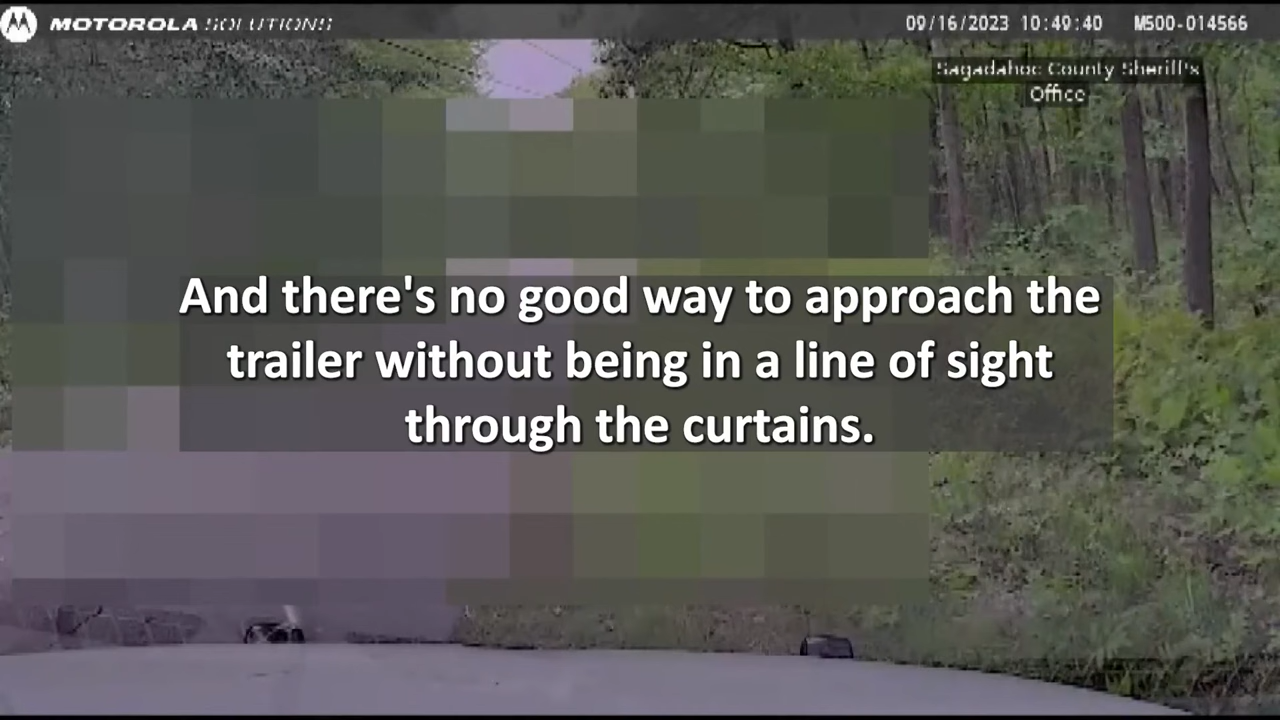 MOTOROLA SOLUTIONS
09/16/2023 10:49:40 M500-014566
Sagadahoc County Sheriff's
Office
And there's no good way to approach the
trailer without being in a line of sight
through the curtains.